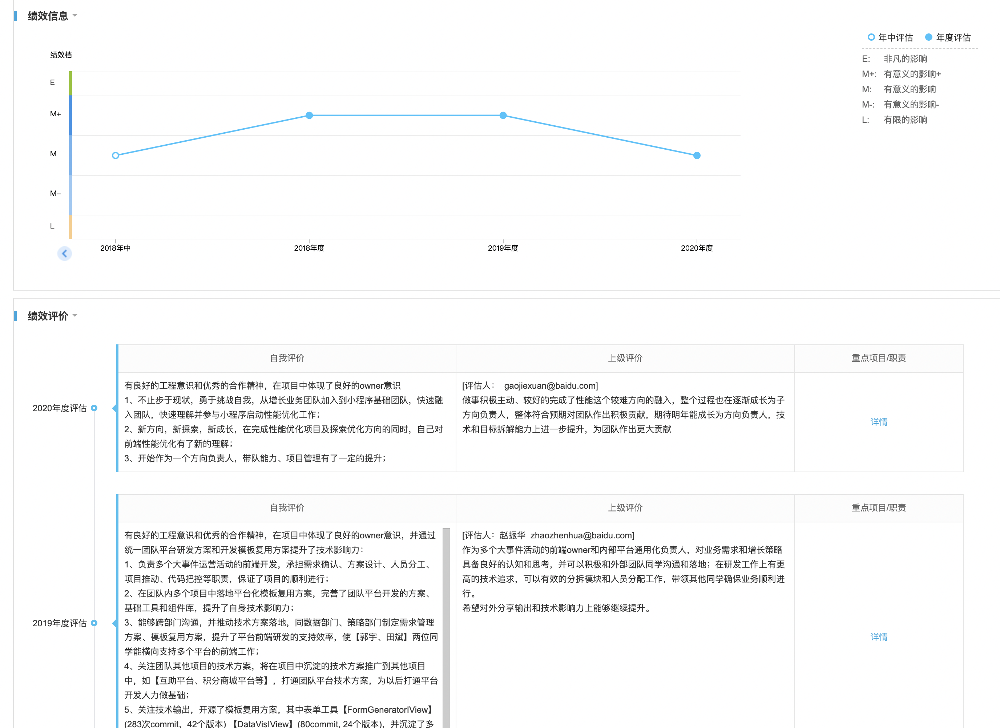 绩效信息
年中评估 年度评估
绩效档
E: 非凡的影响
M+: 有意义的影响+
M: 有意义的影响
M-: 有意义的影响-
L: 有限的影响
E
M+
M
M–
L
2018年中 2018年度 2019年度 2020年度
绩效评价
自我评价 上级评价 重点项目/职责
2020年度评估
有良好的工程意识和优秀的合作精神，在项目中体现了良好的owner意识
1、不止步于现状，勇于挑战自我，从增长业务团队加入到小程序基础团队，快速融
入团队，快速理解并参与小程序启动性能优化工作；
2、新方向，新探索，新成长，在完成性能优化项目及探索优化方向的同时，自己对
前端性能优化有了新的理解；
3、开始作为一个方向负责人，带队能力、项目管理有了一定的提升；
[评估人： gaojiexuan@baidu.com]
做事积极主动、较好的完成了性能这个较难方向的融入，整个过程也在逐渐成长为子
方向负责人，整体符合预期对团队作出积极贡献，期待明年能成长为方向负责人，技
术和目标拆解能力上进一步提升，为团队作出更大贡献
详情
自我评价 上级评价 重点项目/职责
2019年度评估
有良好的工程意识和优秀的合作精神，在项目中体现了良好的owner意识，并通过
统一团队平台研发方案和开发模板复用方案提升了技术影响力：
1、负责多个大事件运营活动的前端开发，承担需求确认、方案设计、人员分工、
项目推动、代码把控等职责，保证了项目的顺利进行；
2、在团队内多个项目中落地平台化模板复用方案，完善了团队平台开发的方案、
基础工具和组件库，提升了自身技术影响力；
3、能够跨部门沟通，并推动技术方案落地，同数据部门、策略部门制定需求管理
方案、模板复用方案，提升了平台前端研发的支持效率，使【郭宇、田斌】两位同
学能横向支持多个平台的前端工作；
4、关注团队其他项目的技术方案，将在项目中沉淀的技术方案推广到其他项目
中，如【互助平台、积分商城平台等】，打通团队平台技术方案，为以后打通平台
开发人力做基础；
5、关注技术输出，开源了模板复用方案，其中表单工具【FormGeneratorIView】
(283次commit，42个版本) 【DataVisIView】(80commit, 24个版本)，并沉淀了多
[评估人：赵振华 zhaozhenhua@baidu.com]
作为多个大事件活动的前端owner和内部平台通用化负责人，对业务需求和增长策略
具备良好的认知和思考，并可以积极和外部团队同学沟通和落地；在研发工作上有更
高的技术追求，可以有效的分拆模块和人员分配工作，带领其他同学确保业务顺利进
行。
希望对外分享输出和技术影响力上能够继续提升。
详情